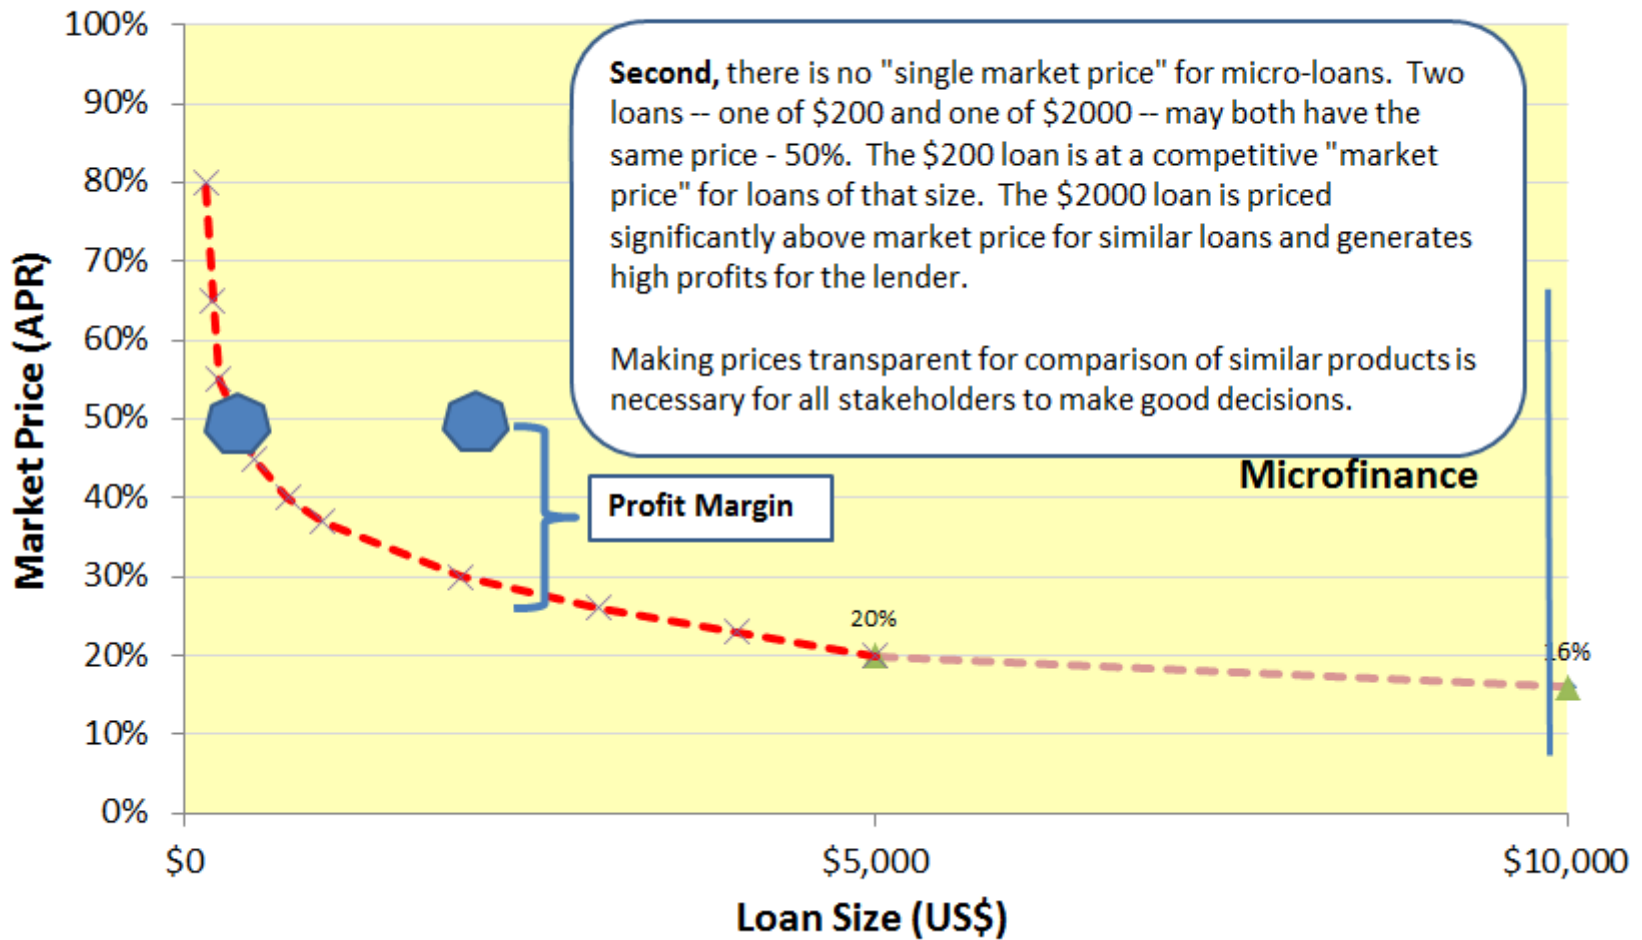 100%
90%
80%
70%
60%
50%
40%
30%
20%
10%
0%
Market Price (APR)
Second, there is no "single market price" for micro-loans. Two
loans -- one of $200 and one of $2000 -- may both have the
same price - 50%. The $200 loan is at a competitive "market
price" for loans of that size. The $2000 loan is priced
significantly above market price for similar loans and generates
high profits for the lender.
Making prices transparent for comparison of similar products is
necessary for all stakeholders to make good decisions.
Microfinance
Profit Margin
20%
16%
$0
$5,000
$10,000
Loan Size (US$)